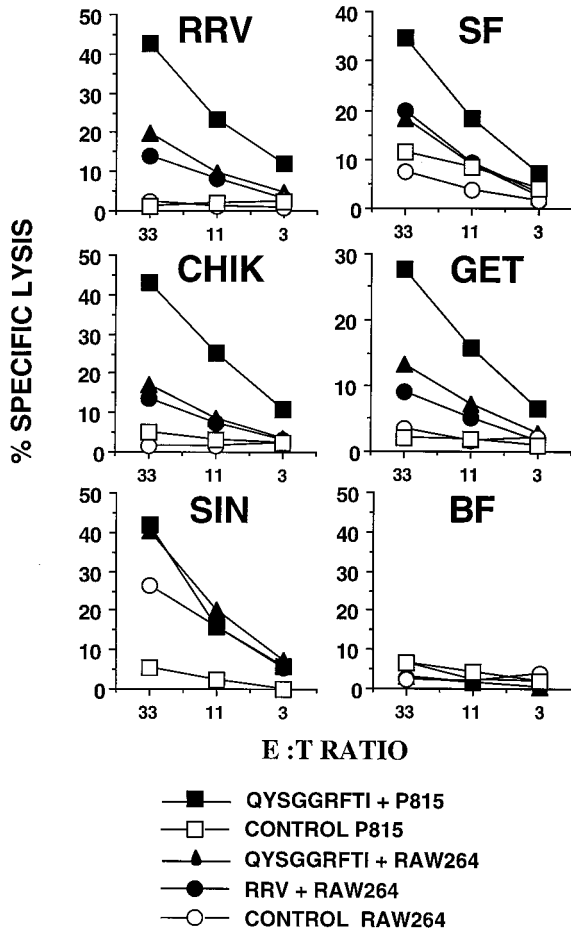 RRV
50
40
30
20
10
0
33 11 3
SF
40
30
20
10
0
33 11 3
CHIK
50
40
30
20
10
0
33 11 3
GET
30
20
10
0
33 11 3
SIN
50
40
30
20
10
0
33 11 3
BF
50
40
30
20
10
0
33 11 3
% SPECIFIC LYSIS
E :T RATIO
QYSGGRFTI + P815
CONTROL P815
QYSGGRFTI + RAW264
RRV + RAW264
CONTROL RAW264